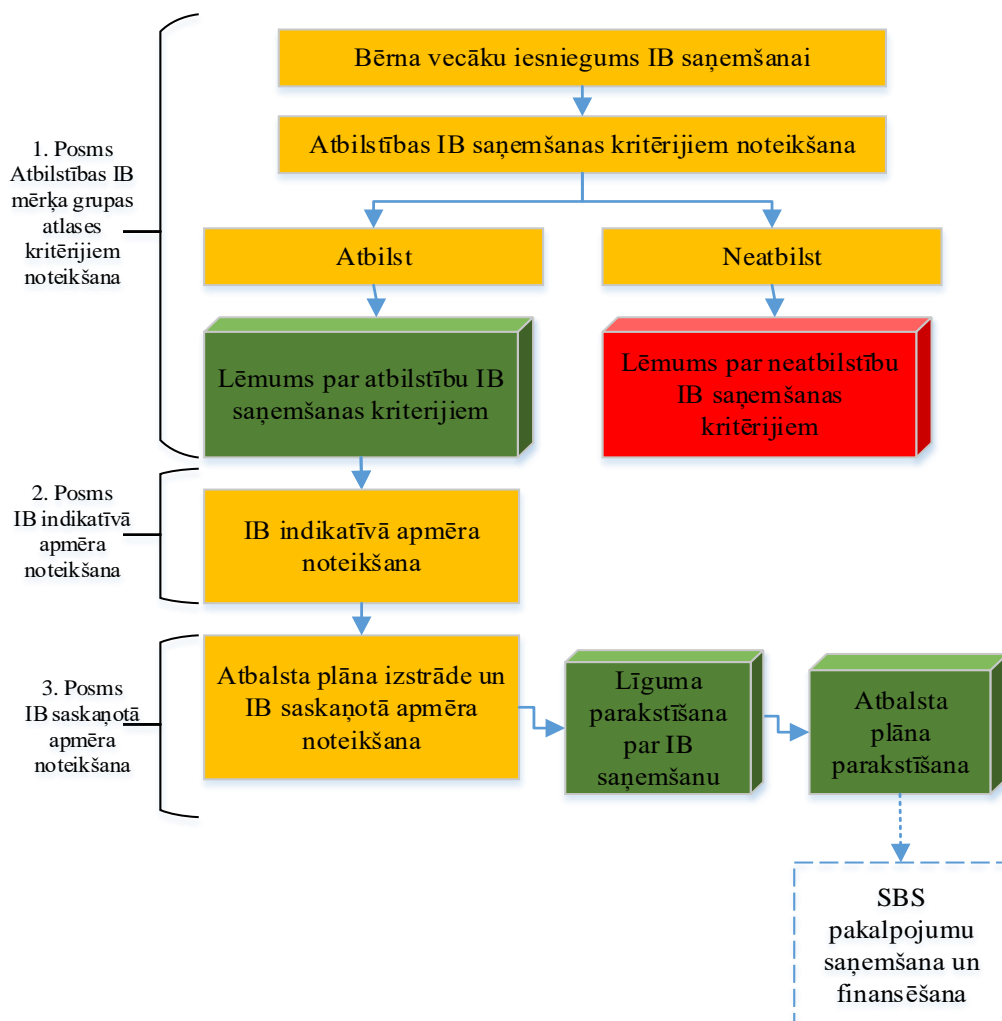 Bērna vecāku iesniegums IB saņemšanai
Atbilstības IB saņemšanas kritērijiem noteikšana
1. Posms
Atbilstības IB
mērķa grupas
atlases
kritērijiem
noteikšana
Atbilst
Neatbilst
Lēmums par atbilstību IB
saņemšanas kriterijiem
Lēmums par neatbilstību
IB saņemšanas
kritērijiem
2. Posms
IB indikatīvā
apmēra
noteikšana
IB indikatīvā apmēra
noteikšana
3. Posms
IB saskaņotā
apmēra
noteikšana
Atbalsta plāna izstrāde un
IB saskaņotā apmēra
noteikšana
Līguma
parakstīšana
par IB
saņemšanu
Atbalsta
plāna
parakstīšana
SBS
pakalpojumu
saņemšana un
finansēšana